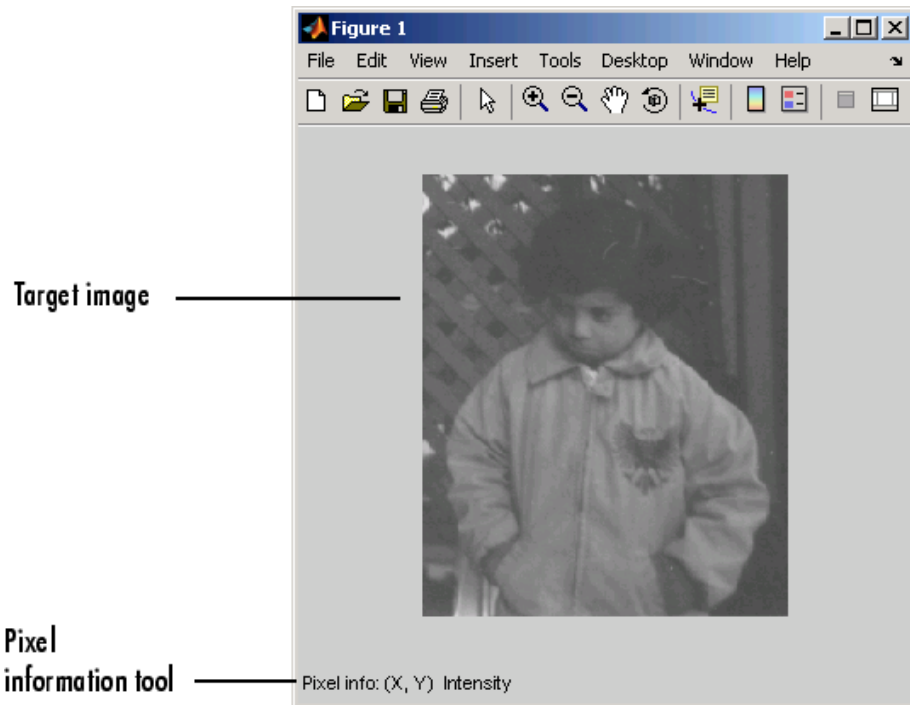 Figure 1
File Edit View Insert Tools Desktop Window Help
Target image
Pixel
information tool
Pixel info: (X, Y) Intensity